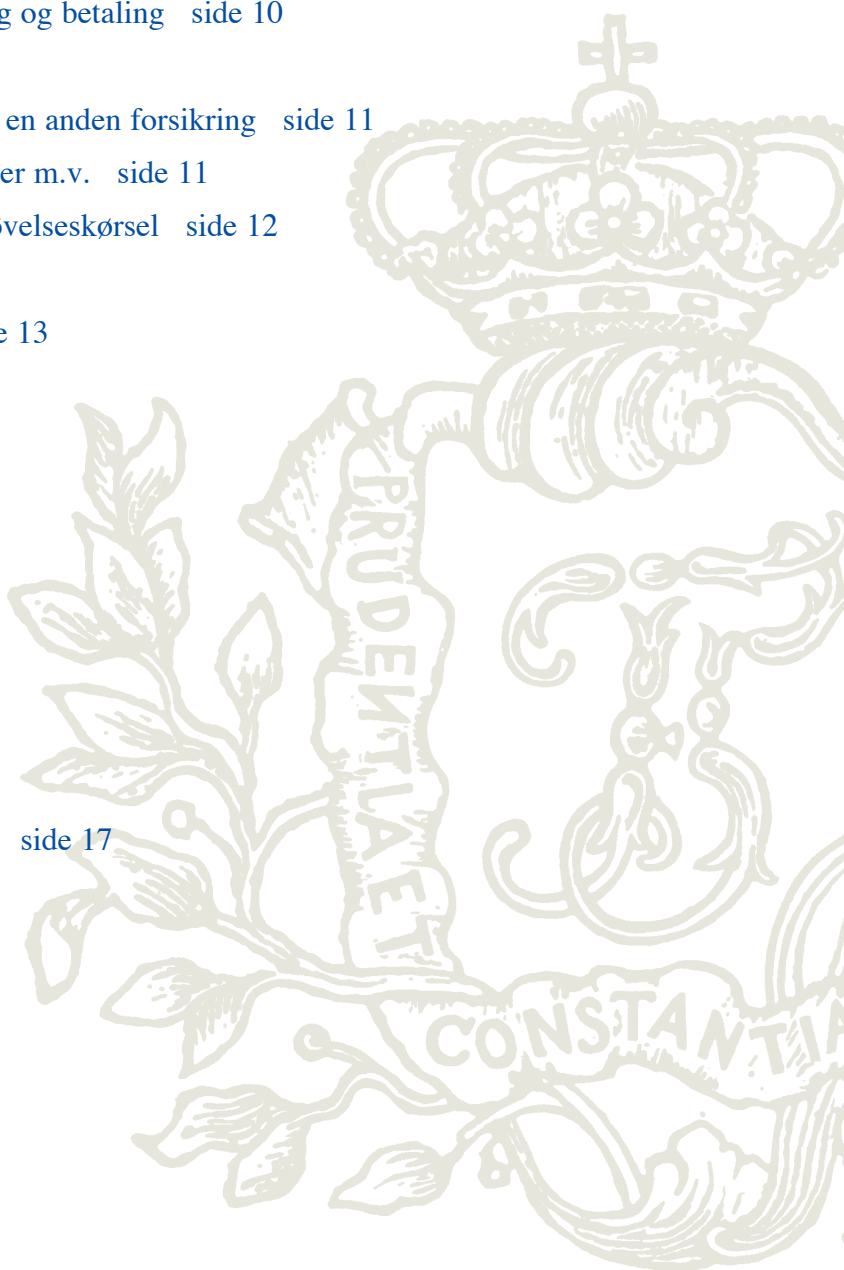 g og betaling side 10
en anden forsikring side 11
er m.v. side 11
øvelseskørsel side 12
e 13
side 17
PRUDENTIA ET
CONSTANTIA